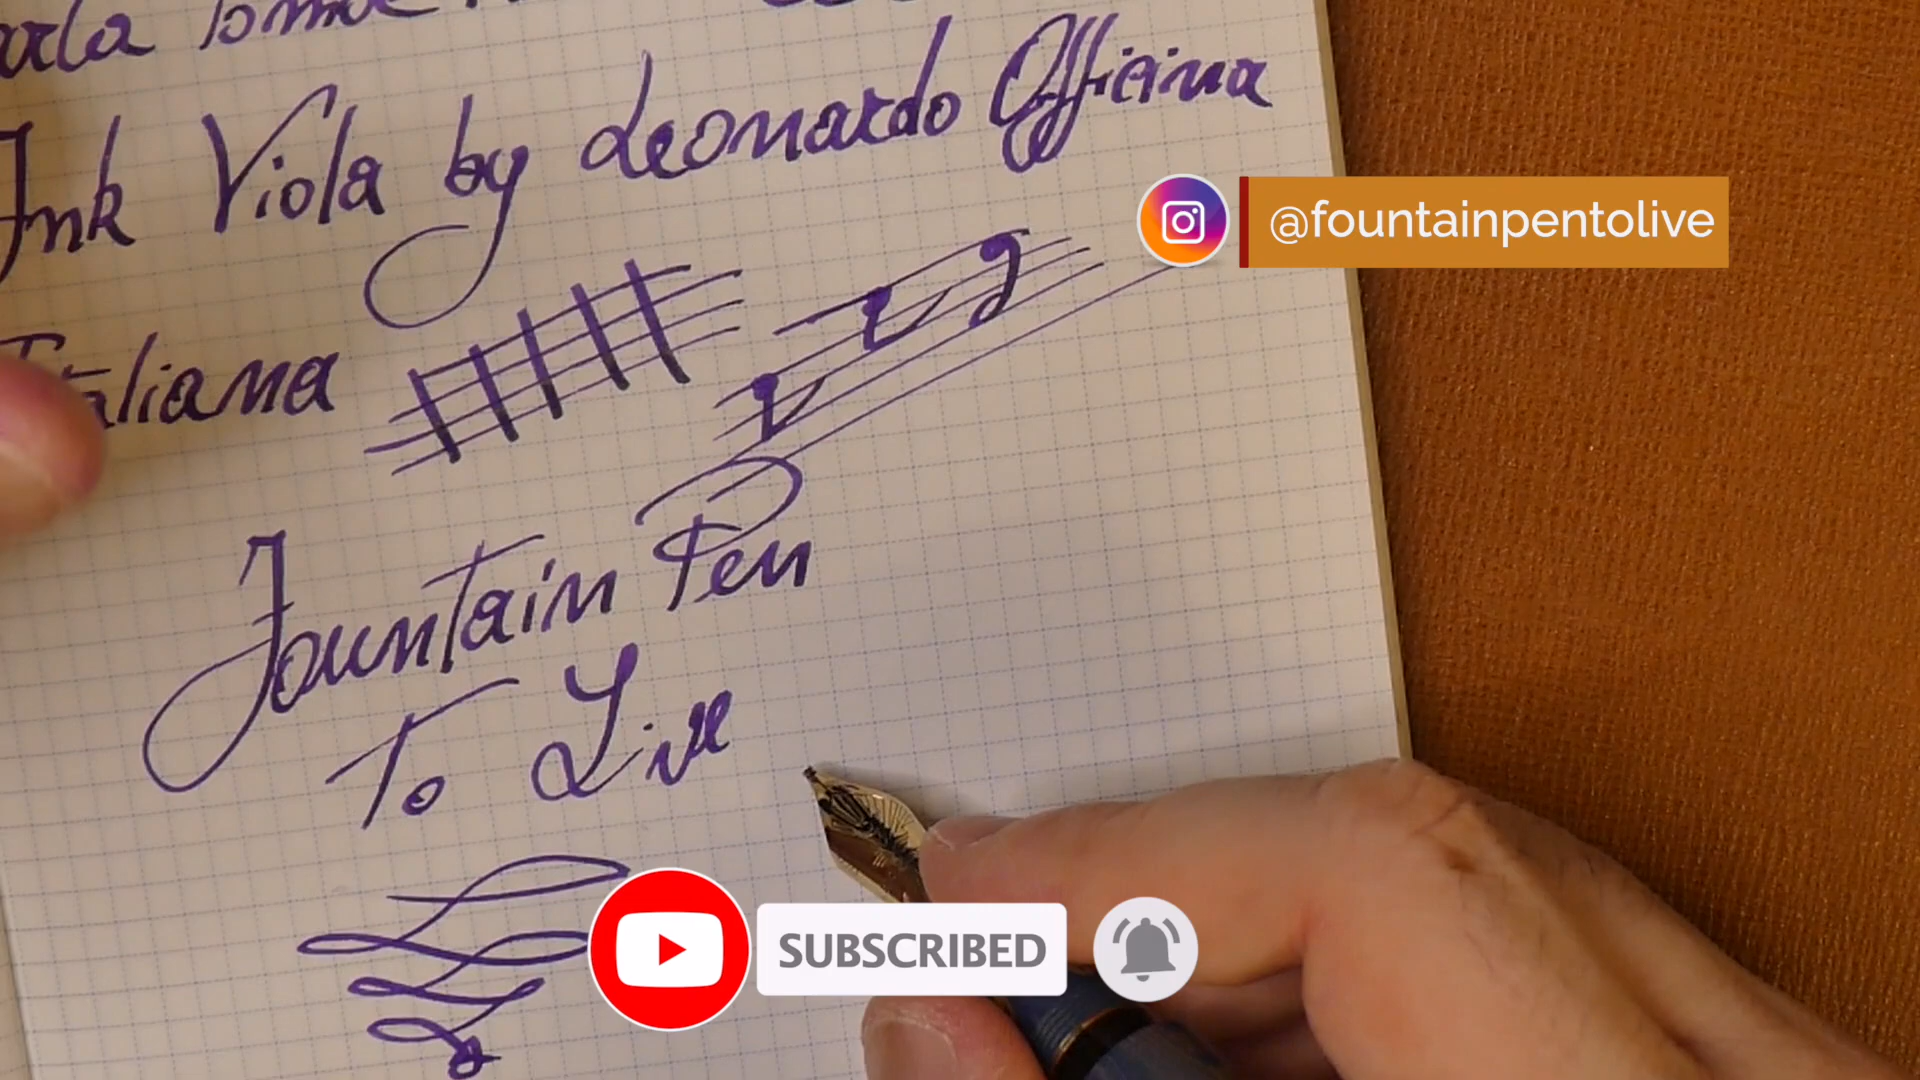 Ink Viola by Leonardo Officina
@fountainpentolive
Italiana
Fountain Pen
To Live
SUBSCRIBED